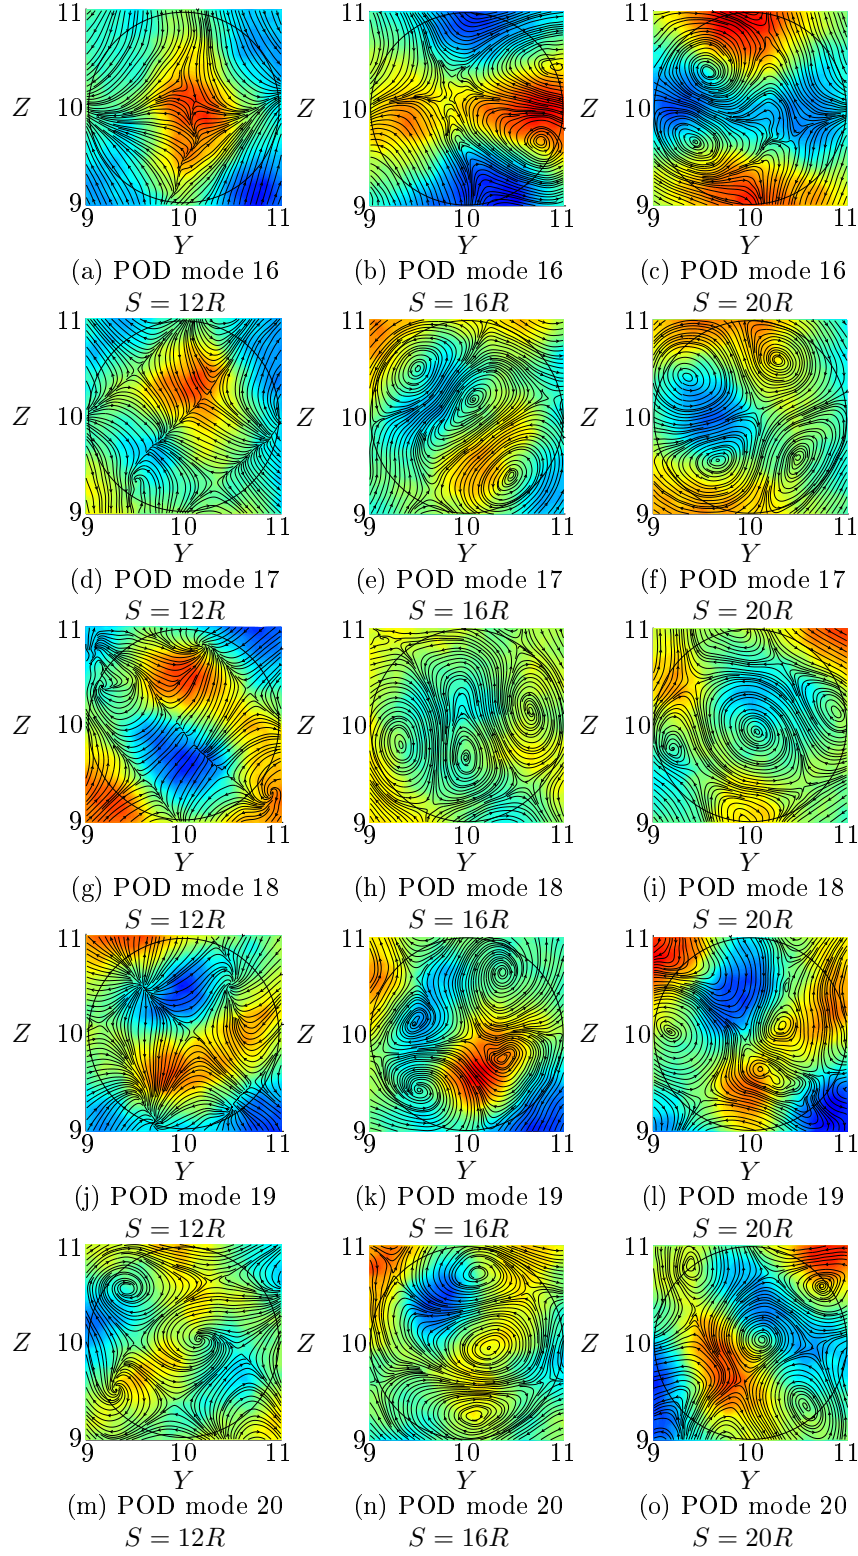 11
11
11
Z
10
Z
10
Z
10
9
9
9
9
10
11
9
10
11
9
10
11
Y
Y
Y
(a) POD mode 16
(b) POD mode 16
(c) POD mode 16
S = 12R
S = 16R
S = 20R
11
11
11
Z
10
Z
10
Z
10
9
9
9
9
10
11
9
10
11
9
10
11
Y
Y
Y
(d) POD mode 17
(e) POD mode 17
(f) POD mode 17
S = 12R
S = 16R
S = 20R
11
11
11
Z
10
Z
10
Z
10
9
9
9
9
10
11
9
10
11
9
10
11
Y
Y
Y
(g) POD mode 18
(h) POD mode 18
(i) POD mode 18
S = 12R
S = 16R
S = 20R
11
11
11
Z
10
Z
10
Z
10
9
9
9
9
10
11
9
10
11
9
10
11
Y
Y
Y
(j) POD mode 19
(k) POD mode 19
(l) POD mode 19
S = 12R
S = 16R
S = 20R
11
11
11
Z
10
Z
10
Z
10
9
9
9
9
10
11
9
10
11
9
10
11
Y
Y
Y
(m) POD mode 20
(n) POD mode 20
(o) POD mode 20
S = 12R
S = 16R
S = 20R